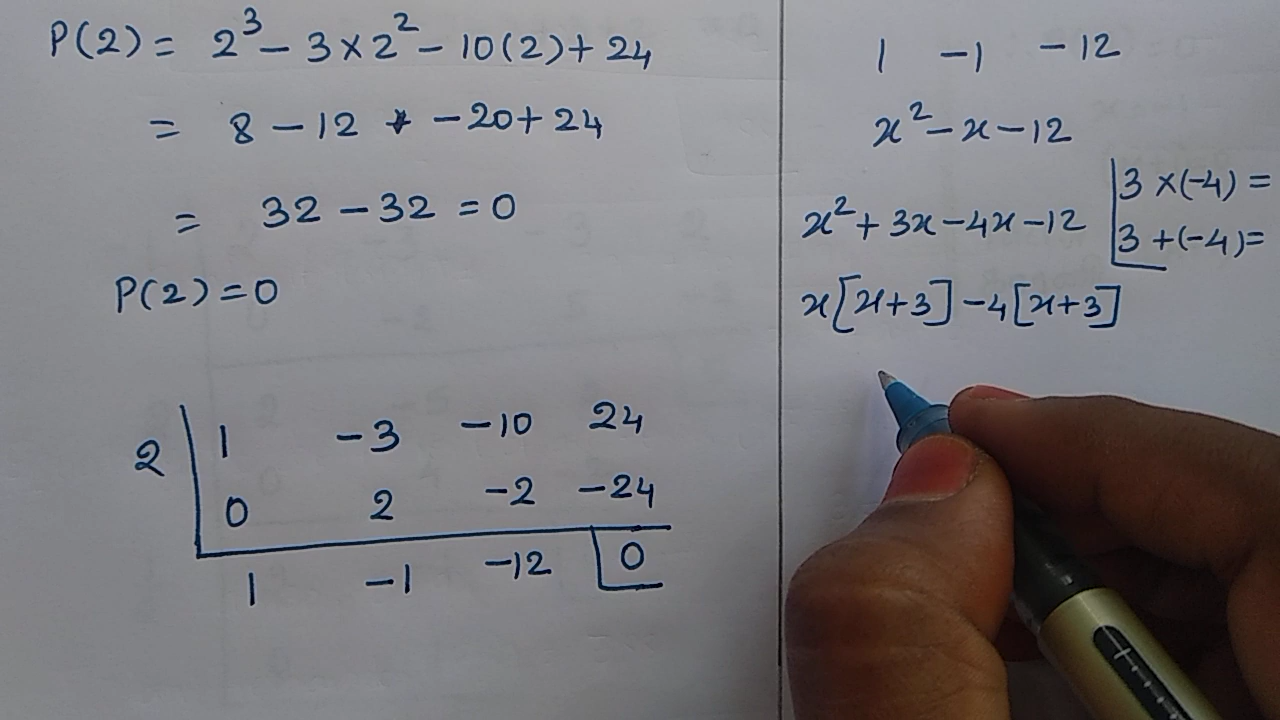 P(2) = 2³ - 3 × 2² - 10(2) + 24
= 8 - 12 - 20 + 24
= 32 - 32 = 0
P(2) = 0
2 | 1 -3 -10 24
0 2 -2 -24
1 -1 -12 0
1 -1 -12
x² - x - 12
x² + 3x - 4x - 12
3 × (-4) =
3 + (-4) =
x[x+3] - 4[x+3]